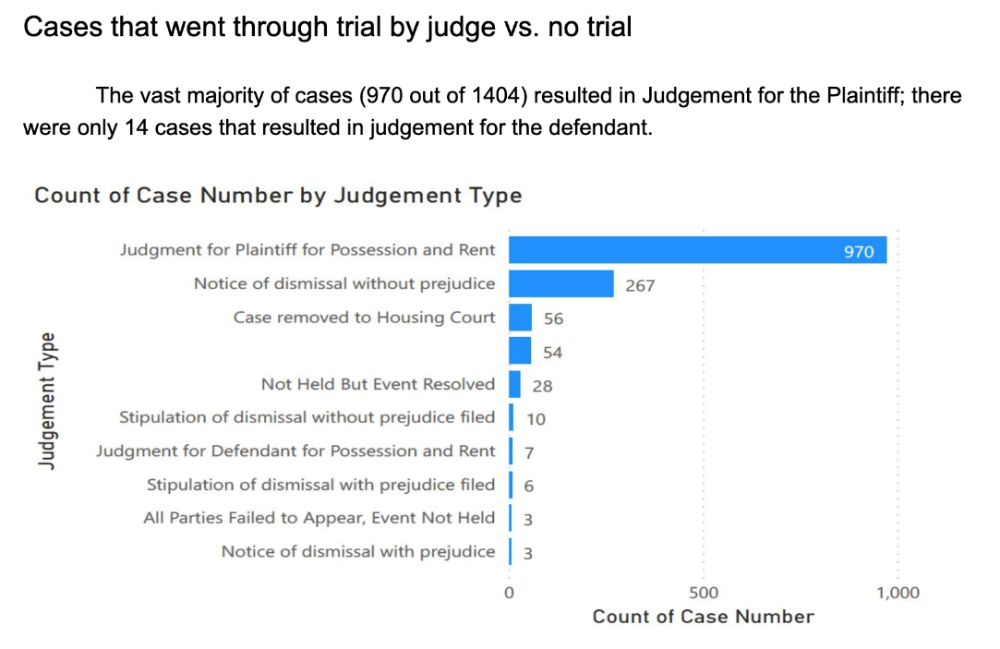 Cases that went through trial by judge vs. no trial
The vast majority of cases (970 out of 1404) resulted in Judgement for the Plaintiff; there
were only 14 cases that resulted in judgement for the defendant.
Count of Case Number by Judgement Type
Judgement Type
Judgment for Plaintiff for Possession and Rent 970
Notice of dismissal without prejudice 267
Case removed to Housing Court 56
54
Not Held But Event Resolved 28
Stipulation of dismissal without prejudice filed 10
Judgment for Defendant for Possession and Rent 7
Stipulation of dismissal with prejudice filed 6
All Parties Failed to Appear, Event Not Held 3
Notice of dismissal with prejudice 3
0 500 1,000
Count of Case Number